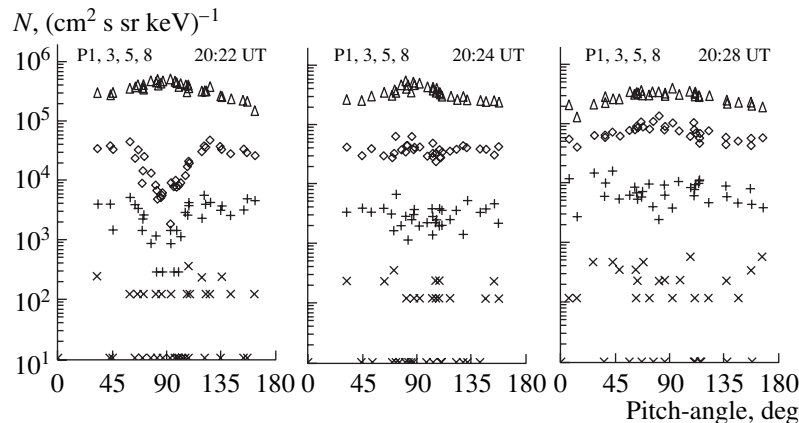 N, (cm² s sr keV)⁻¹
10⁶
10⁵
10⁴
10³
10²
10¹
P1, 3, 5, 8 20:22 UT
P1, 3, 5, 8 20:24 UT
P1, 3, 5, 8 20:28 UT
0 45 90 135 180 0 45 90 135 180 0 45 90 135 180
Pitch-angle, deg